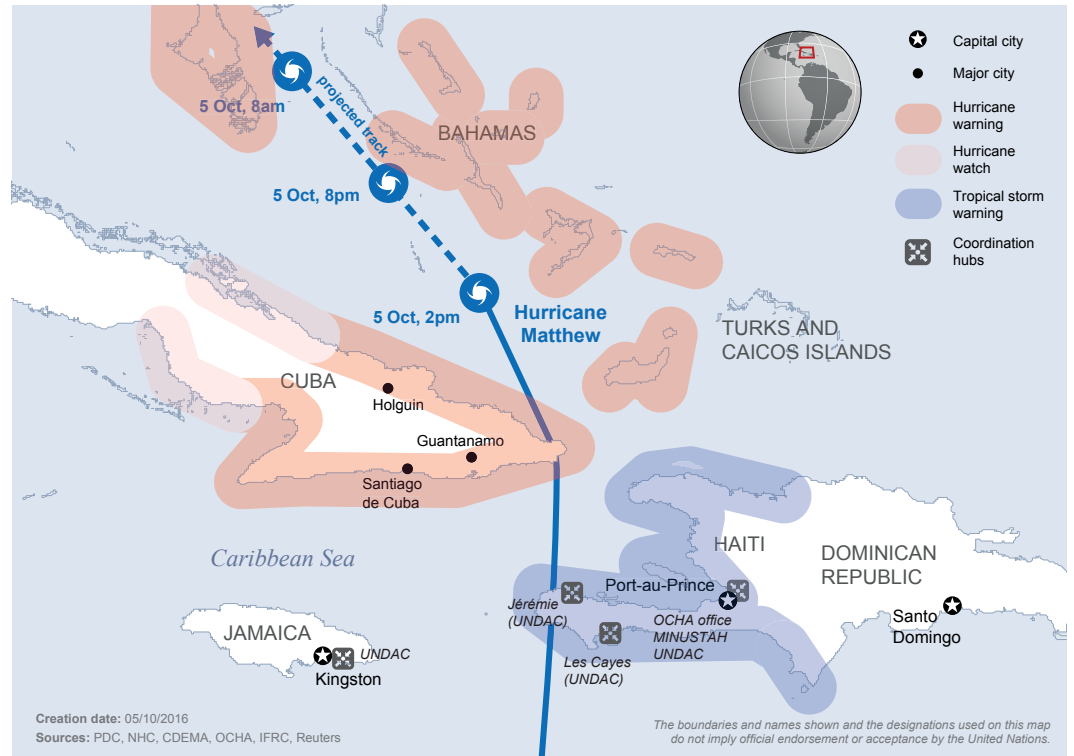 5 Oct, 8am
projected track
BAHAMAS
5 Oct, 8pm
5 Oct, 2pm
Hurricane
Matthew
TURKS AND
CAICOS ISLANDS
CUBA
Holguin
Guantanamo
Santiago
de Cuba
Caribbean Sea
HAITI
DOMINICAN
REPUBLIC
Port-au-Prince
Jérémie
(UNDAC)
OCHA office
MINUSTAH
UNDAC
Les Cayes
(UNDAC)
Santo
Domingo
JAMAICA
UNDAC
Kingston
Capital city
Major city
Hurricane
warning
Hurricane
watch
Tropical storm
warning
Coordination
hubs
Creation date: 05/10/2016
Sources: PDC, NHC, CDEMA, OCHA, IFRC, Reuters
The boundaries and names shown and the designations used on this map
do not imply official endorsement or acceptance by the United Nations.